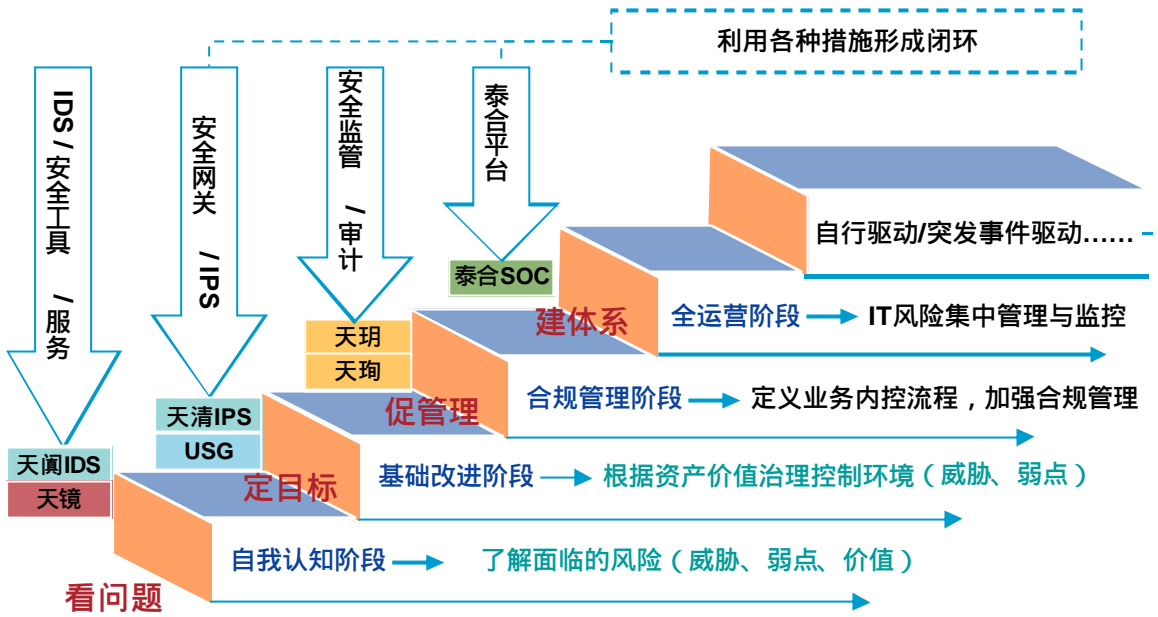 利用各种措施形成闭环
IDS/安全工具 /服务
安全网关 /IPS
安全监管 /审计
泰合平台
自行驱动/突发事件驱动……
泰合SOC
建体系
全运营阶段
IT风险集中管理与监控
天玥
天珣
促管理
合规管理阶段
定义业务内控流程，加强合规管理
天清IPS
USG
定目标
基础改进阶段
根据资产价值治理控制环境（威胁、弱点）
天阗IDS
天镜
自我认知阶段
了解面临的风险（威胁、弱点、价值）
看问题